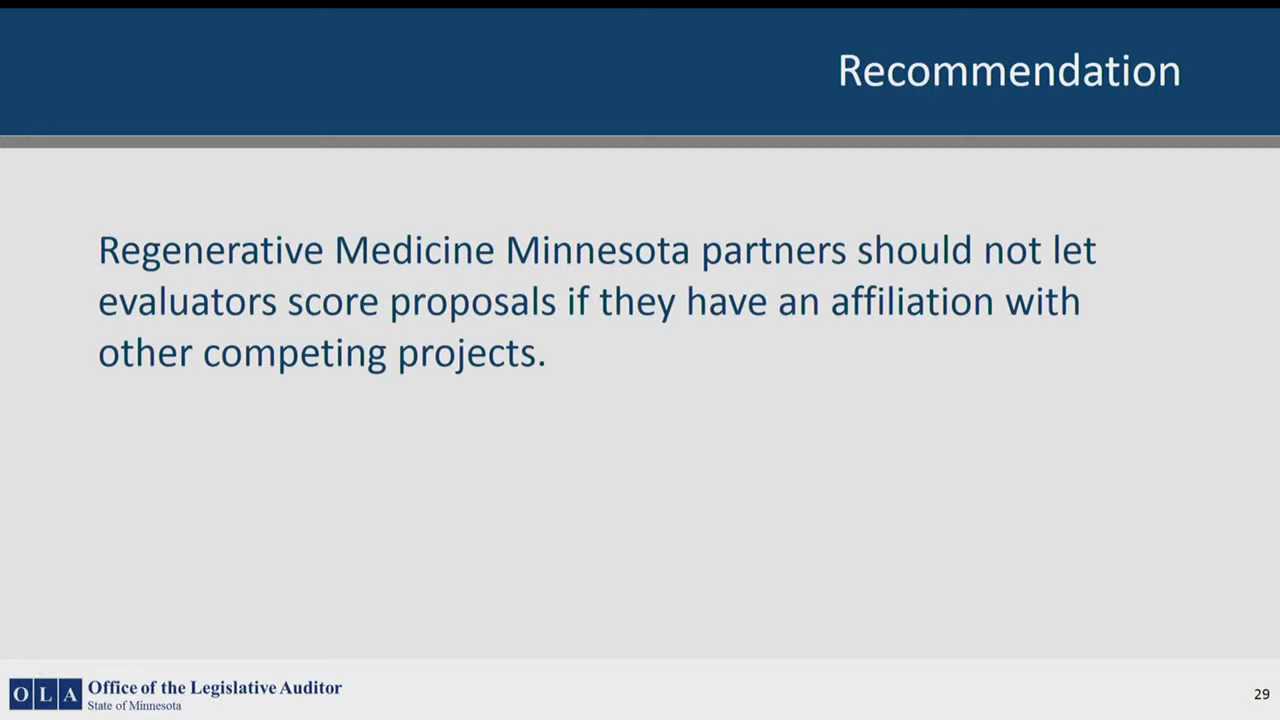 Recommendation
Regenerative Medicine Minnesota partners should not let
evaluators score proposals if they have an affiliation with
other competing projects.
OLA Office of the Legislative Auditor
State of Minnesota
29